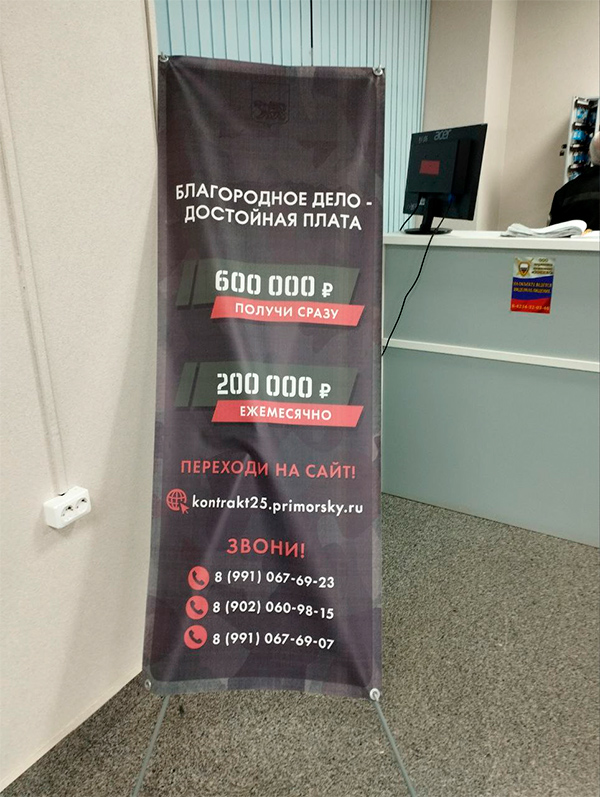 БЛАГОРОДНОЕ ДЕЛО -
ДОСТОЙНАЯ ПЛАТА
600 000 ₽
ПОЛУЧИ СРАЗУ
200 000 ₽
ЕЖЕМЕСЯЧНО
ПЕРЕХОДИ НА САЙТ!
kontrakt25.primorsky.ru
ЗВОНИ!
8 (991) 067-69-23
8 (902) 060-98-15
8 (991) 067-69-07
acer